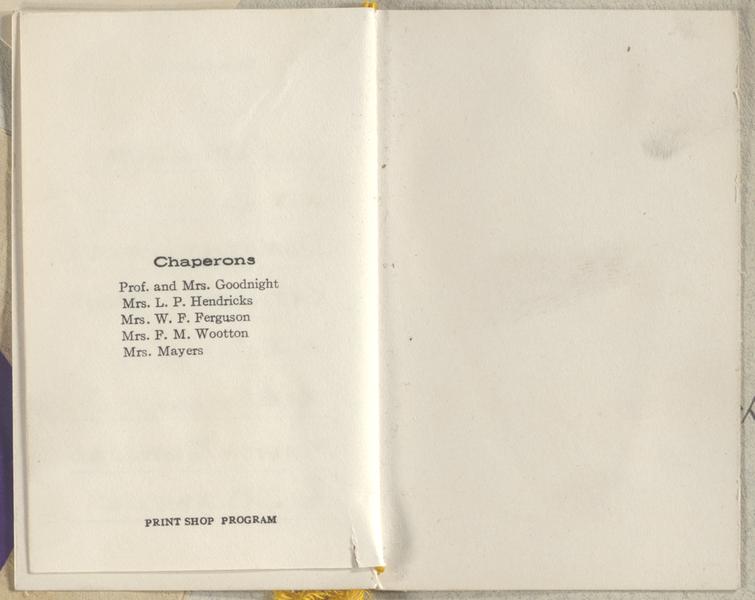 Chaperons
Prof. and Mrs. Goodnight
Mrs. L. P. Hendricks
Mrs. W. F. Ferguson
Mrs. F. M. Wootton
Mrs. Mayers
PRINT SHOP PROGRAM